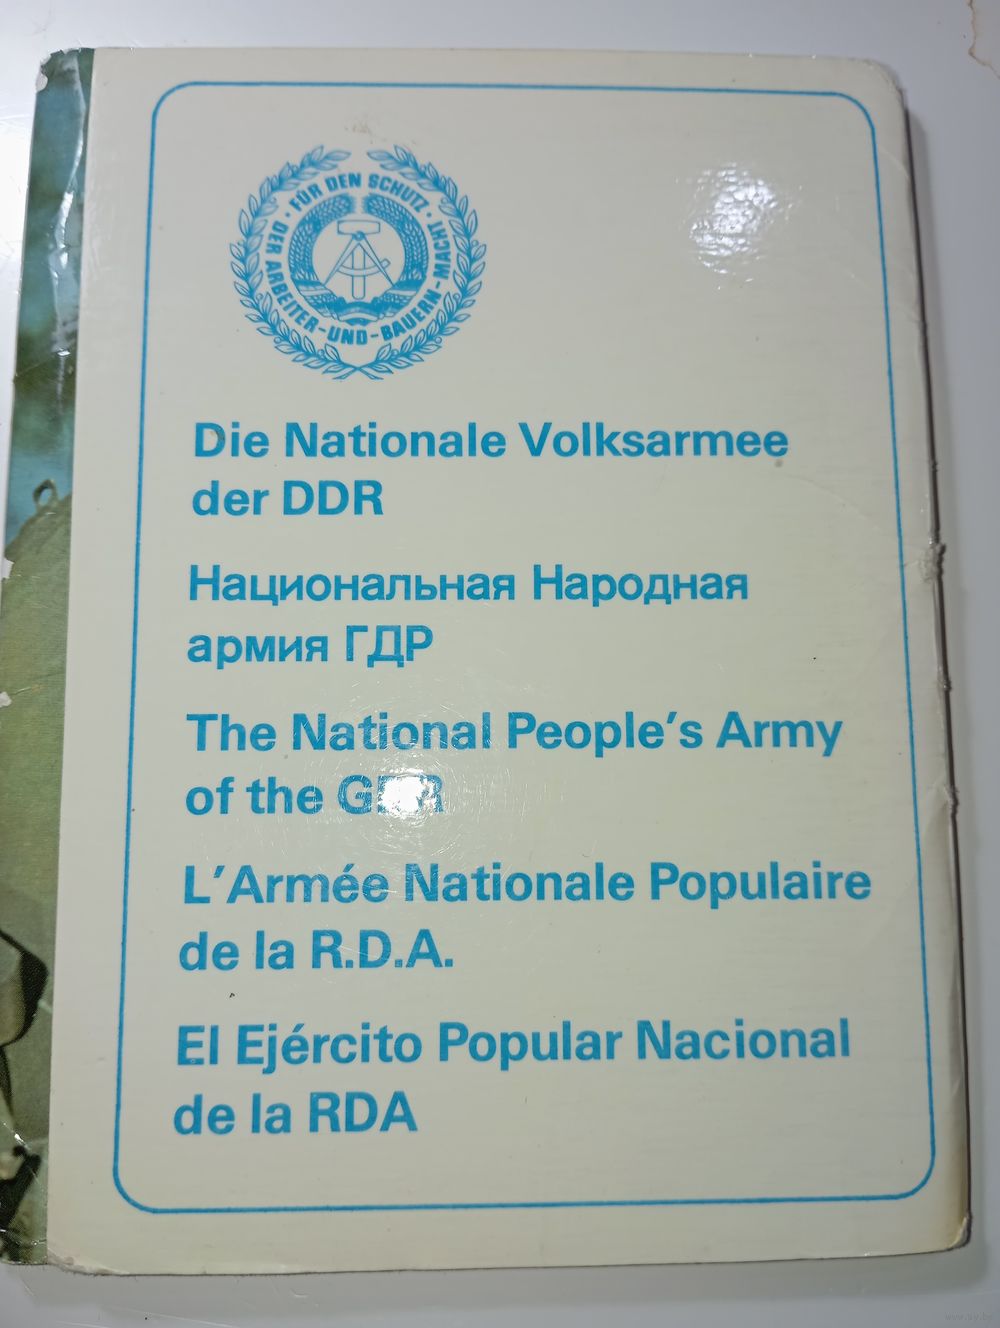 FÜR DEN SCHUTZ · DER ARBEITER-UND-BAUERN-MACHT ·
Die Nationale Volksarmee
der DDR
Национальная Народная
армия ГДР
The National People's Army
of the GDR
L'Armée Nationale Populaire
de la R.D.A.
El Ejército Popular Nacional
de la RDA